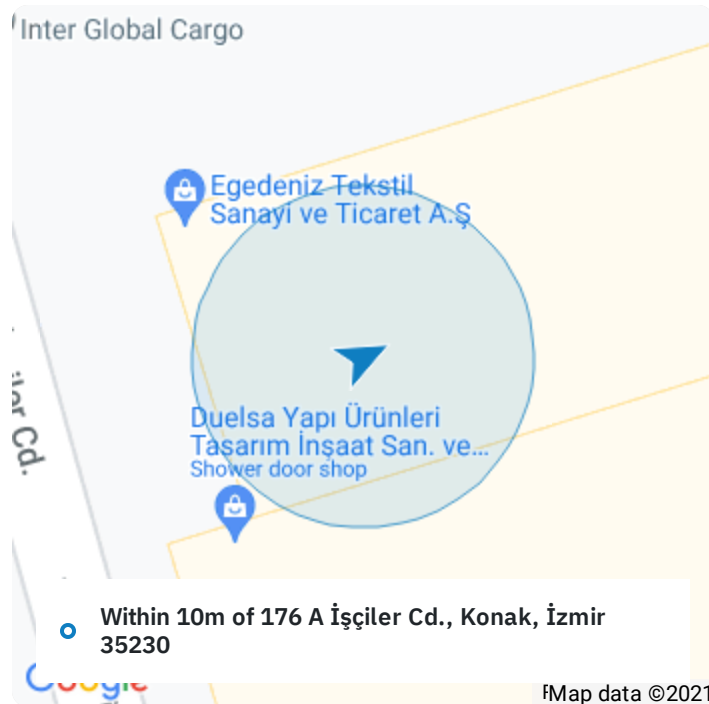 Inter Global Cargo
Egedeniz Tekstil
Sanayi ve Ticaret A.Ş
Duelsa Yapı Ürünleri
Tasarım İnşaat San. ve...
Shower door shop
Cd.
Within 10m of 176 A İşçiler Cd., Konak, İzmir
35230
Google
Map data ©2021